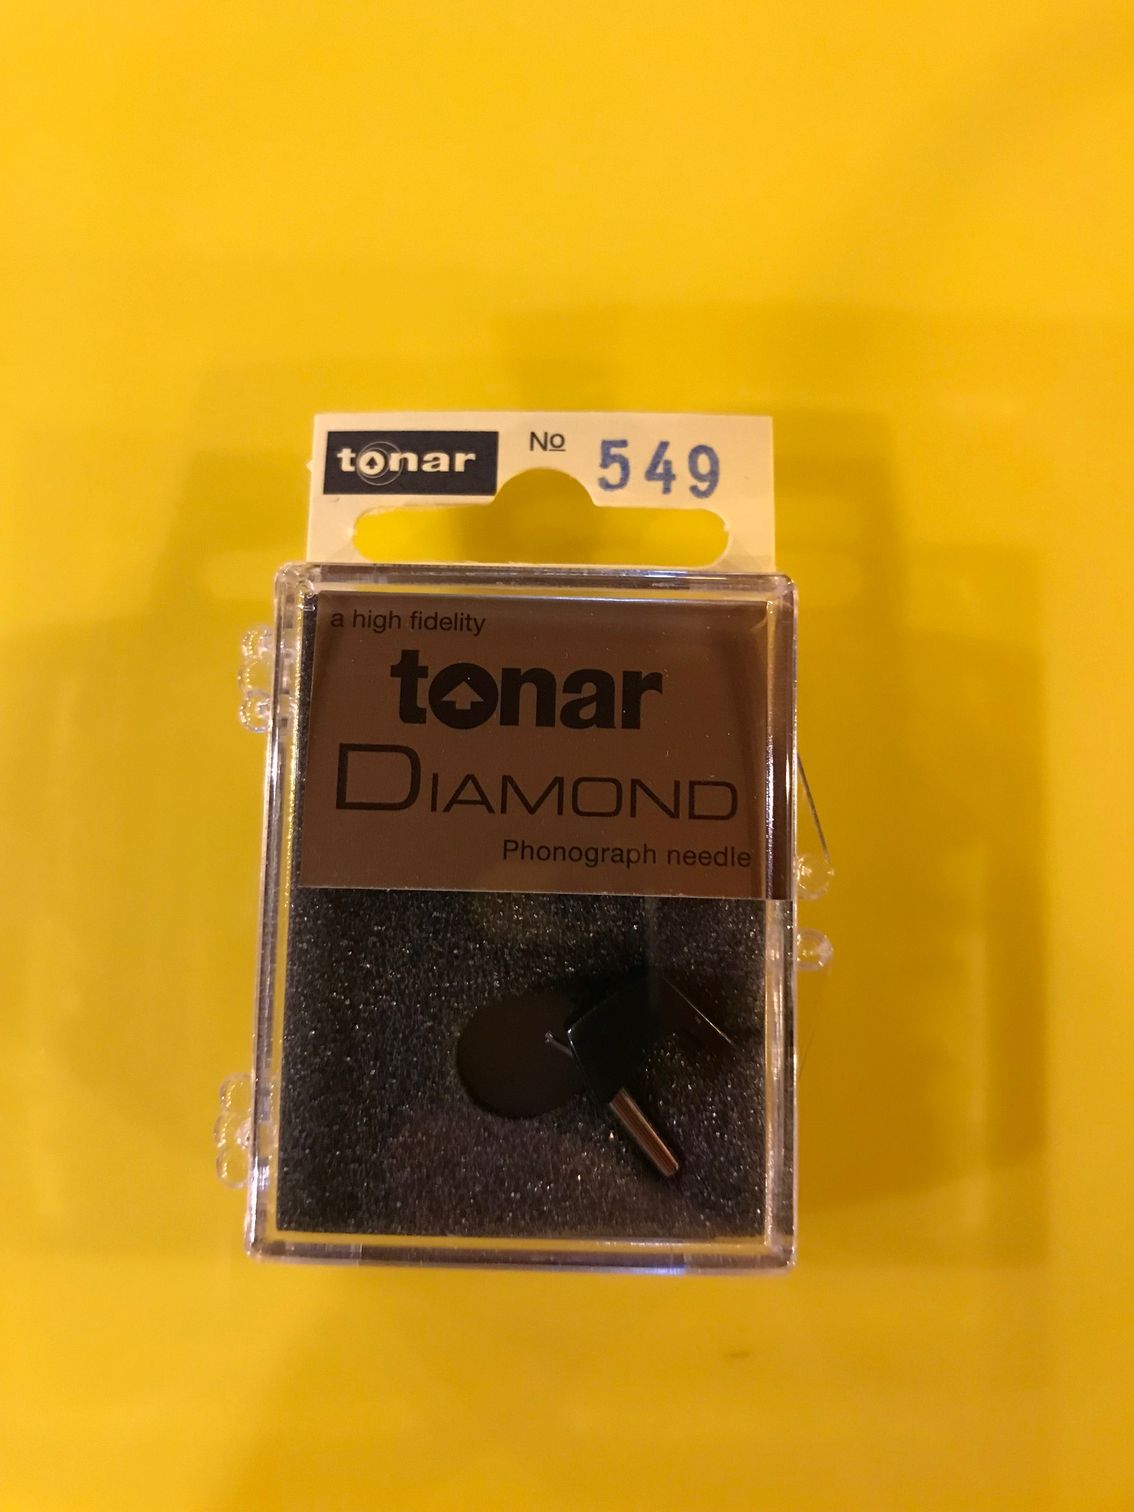 tonar Nº 549
a high fidelity
tonar
DIAMOND
Phonograph needle